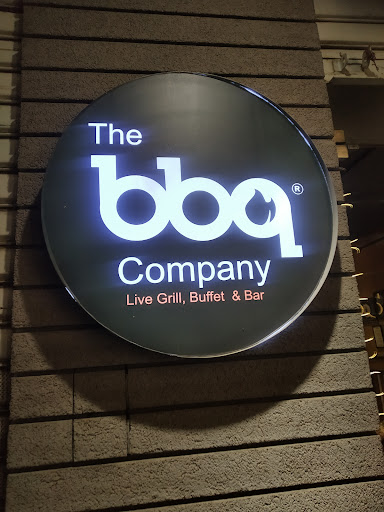 The
bbq®
Company
Live Grill, Buffet & Bar